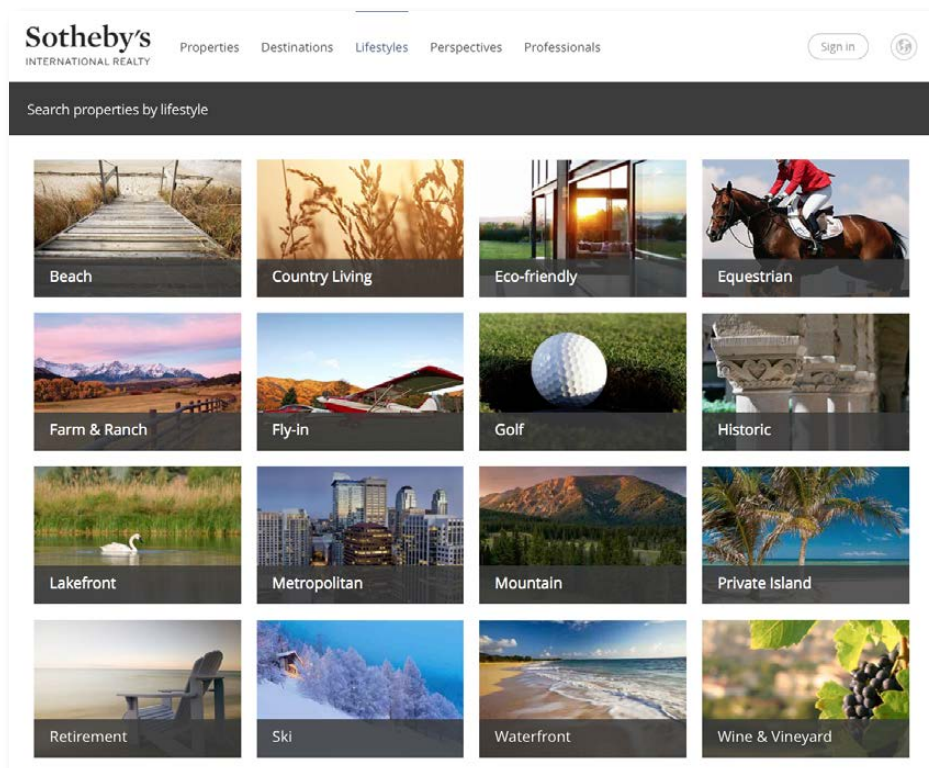 Sotheby's
INTERNATIONAL REALTY
Properties Destinations Lifestyles Perspectives Professionals
Sign in
Search properties by lifestyle
Beach Country Living Eco-friendly Equestrian
Farm & Ranch Fly-in Golf Historic
Lakefront Metropolitan Mountain Private Island
Retirement Ski Waterfront Wine & Vineyard